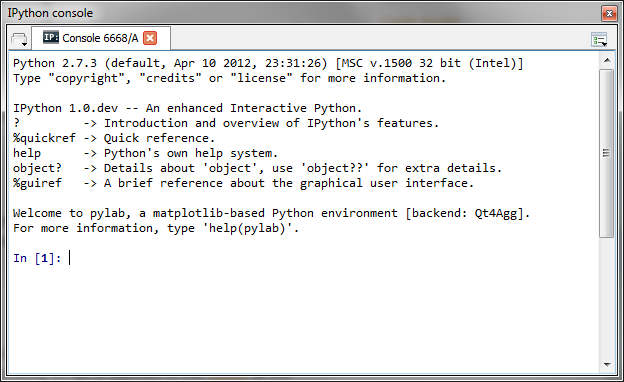 IPython console
IP: Console 6668/A
Python 2.7.3 (default, Apr 10 2012, 23:31:26) [MSC v.1500 32 bit (Intel)]
Type "copyright", "credits" or "license" for more information.
IPython 1.0.dev -- An enhanced Interactive Python.
?         -> Introduction and overview of IPython's features.
%quickref -> Quick reference.
help      -> Python's own help system.
object?   -> Details about 'object', use 'object??' for extra details.
%guiref   -> A brief reference about the graphical user interface.
Welcome to pylab, a matplotlib-based Python environment [backend: Qt4Agg].
For more information, type 'help(pylab)'.
In [1]: